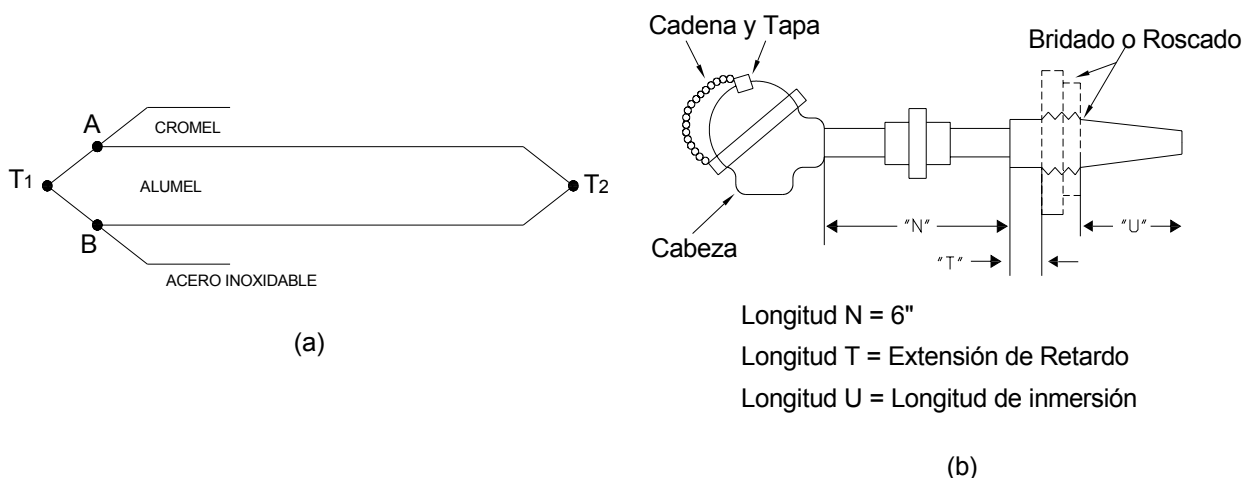 A
CROMEL
T1
ALUMEL
T2
B
ACERO INOXIDABLE
(a)
Cadena y Tapa
Bridado o Roscado
Cabeza
"N"
"U"
"T"
Longitud N = 6"
Longitud T = Extensión de Retardo
Longitud U = Longitud de inmersión
(b)